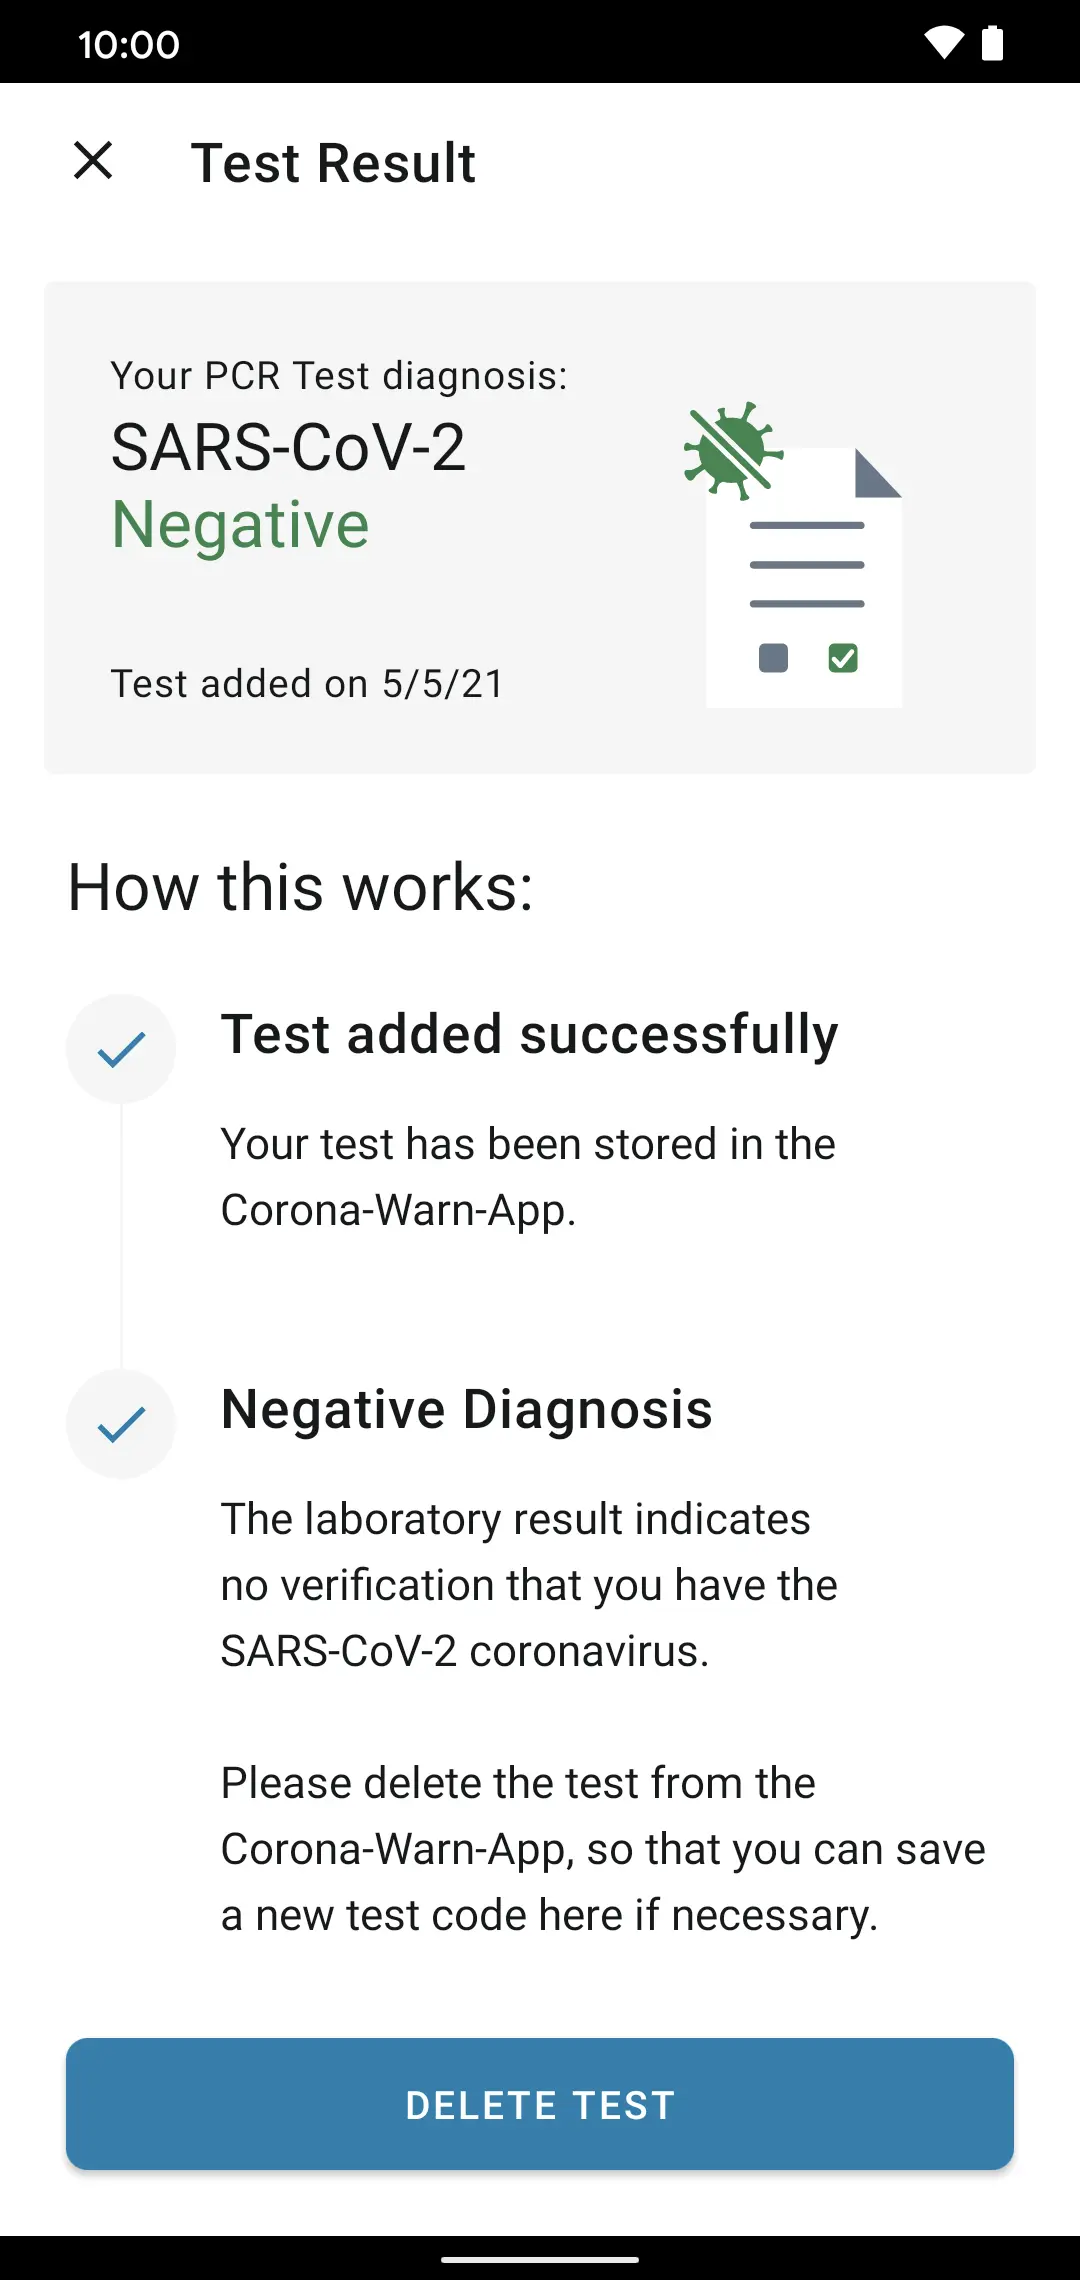 10:00
Test Result
Your PCR Test diagnosis:
SARS-CoV-2
Negative
Test added on 5/5/21
How this works:
Test added successfully
Your test has been stored in the
Corona-Warn-App.
Negative Diagnosis
The laboratory result indicates
no verification that you have the
SARS-CoV-2 coronavirus.
Please delete the test from the
Corona-Warn-App, so that you can save
a new test code here if necessary.
DELETE TEST